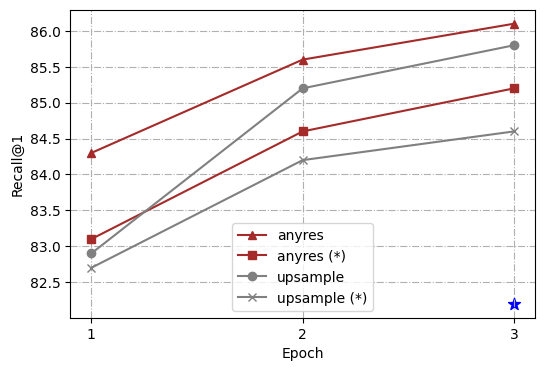 86.0
85.5
85.0
84.5
84.0
83.5
83.0
82.5
Recall@1
anyres
anyres (*)
upsample
upsample (*)
1
2
3
Epoch